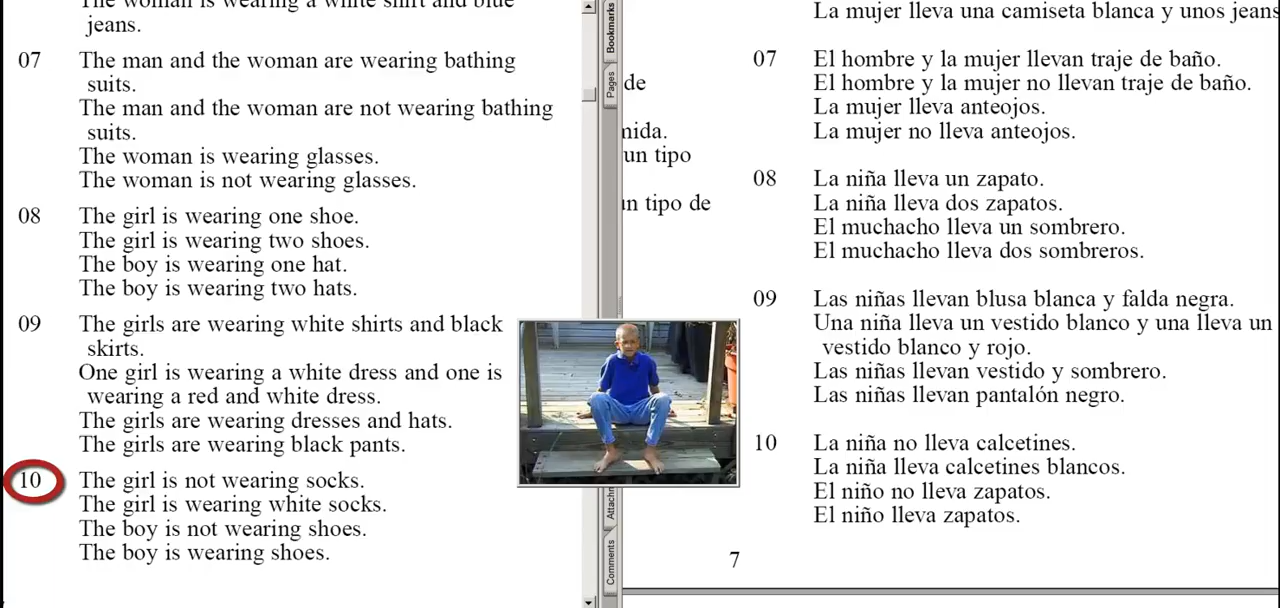 The woman is wearing a white shirt and blue
jeans.
07 The man and the woman are wearing bathing
suits.
The man and the woman are not wearing bathing
suits.
The woman is wearing glasses.
The woman is not wearing glasses.
08 The girl is wearing one shoe.
The girl is wearing two shoes.
The boy is wearing one hat.
The boy is wearing two hats.
09 The girls are wearing white shirts and black
skirts.
One girl is wearing a white dress and one is
wearing a red and white dress.
The girls are wearing dresses and hats.
The girls are wearing black pants.
10 The girl is not wearing socks.
The girl is wearing white socks.
The boy is not wearing shoes.
The boy is wearing shoes.
Bookmarks
Pages
Attachm
Comments
de
nida.
un tipo
un tipo de
7
La mujer lleva una camiseta blanca y unos jeans
07 El hombre y la mujer llevan traje de baño.
El hombre y la mujer no llevan traje de baño.
La mujer lleva anteojos.
La mujer no lleva anteojos.
08 La niña lleva un zapato.
La niña lleva dos zapatos.
El muchacho lleva un sombrero.
El muchacho lleva dos sombreros.
09 Las niñas llevan blusa blanca y falda negra.
Una niña lleva un vestido blanco y una lleva un
vestido blanco y rojo.
Las niñas llevan vestido y sombrero.
Las niñas llevan pantalón negro.
10 La niña no lleva calcetines.
La niña lleva calcetines blancos.
El niño no lleva zapatos.
El niño lleva zapatos.